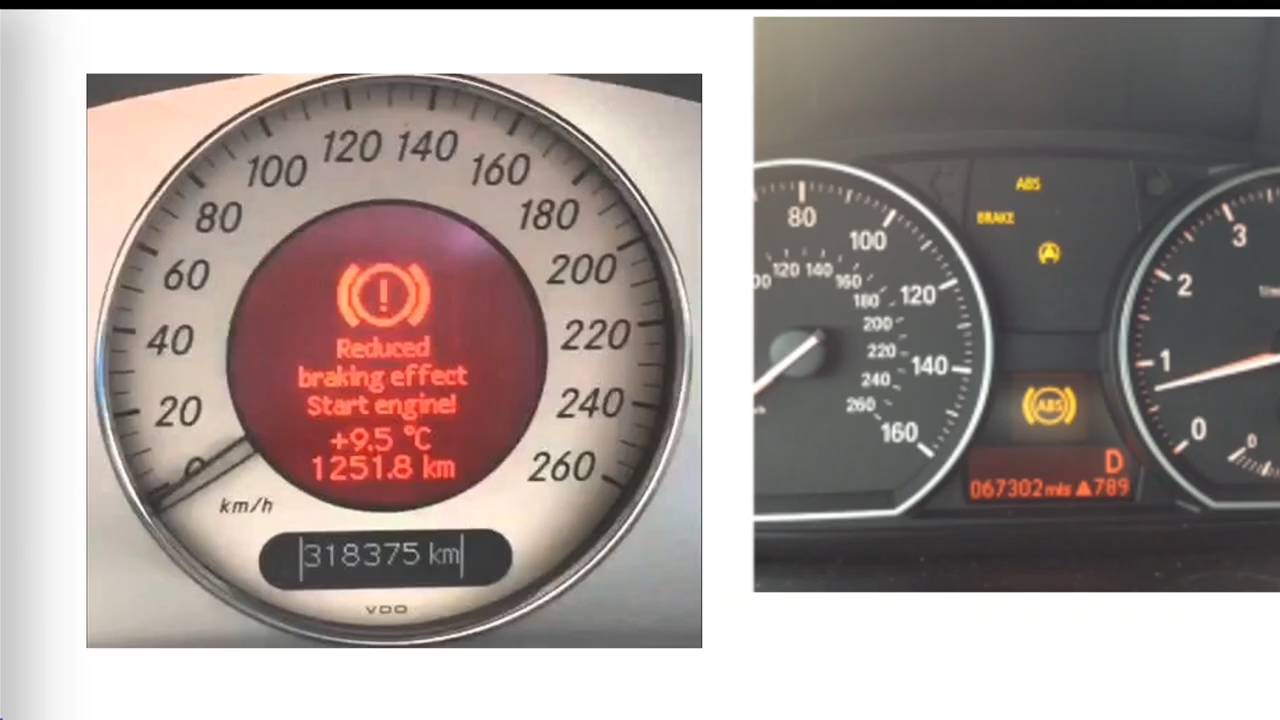 120 140
100 160
80 180
60 200
40 220
20 240
0 260
!
Reduced
braking effect
Start engine!
+9.5 °C
1251.8 km
km/h
318375 km
VDO
ABS
BRAKE
A
80
100
120
140
160
120 140 160
180
200
220
240
260
ABS
D
067302 mls ▲789
3
2
1
0
0